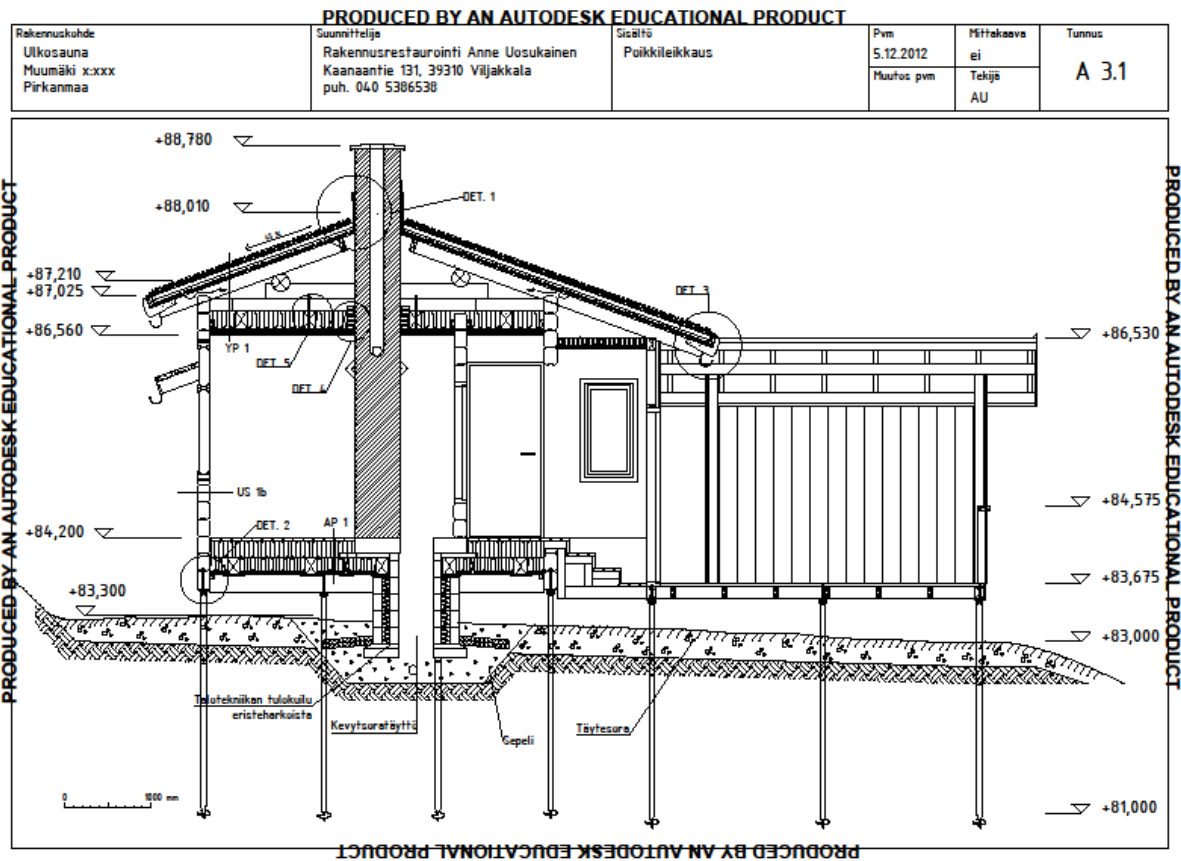 PRODUCED BY AN AUTODESK EDUCATIONAL PRODUCT
Rakennuskohde
Ulkosauna
Muumäki x:xxx
Pirkanmaa
Suunnittelija
Rakennusrestaurointi Anne Uosukainen
Kaanaantie 131, 39310 Viljakkala
puh. 040 5386538
Sisältö
Poikkileikkaus
Pvm
5.12.2012
Muutos pvm
Mittakaava
ei
Tekijä
AU
Tunnus
A 3.1
+88,780
+88,010
DET. 1
+87,210
+87,025
DET. 3
+86,560
+86,530
YP 1
DET. 5
DET. 4
US 1b
+84,575
DET. 2
AP 1
+84,200
+83,675
+83,300
+83,000
Talotekniikan tulokuilu
eristeharkoista
Kevytsoratäyttö
Sepeli
Täytesora
0 1000 mm
+81,000
PRODUCED BY AN AUTODESK EDUCATIONAL PRODUCT
PRODUCED BY AN AUTODESK EDUCATIONAL PRODUCT
PRODUCED BY AN AUTODESK EDUCATIONAL PRODUCT